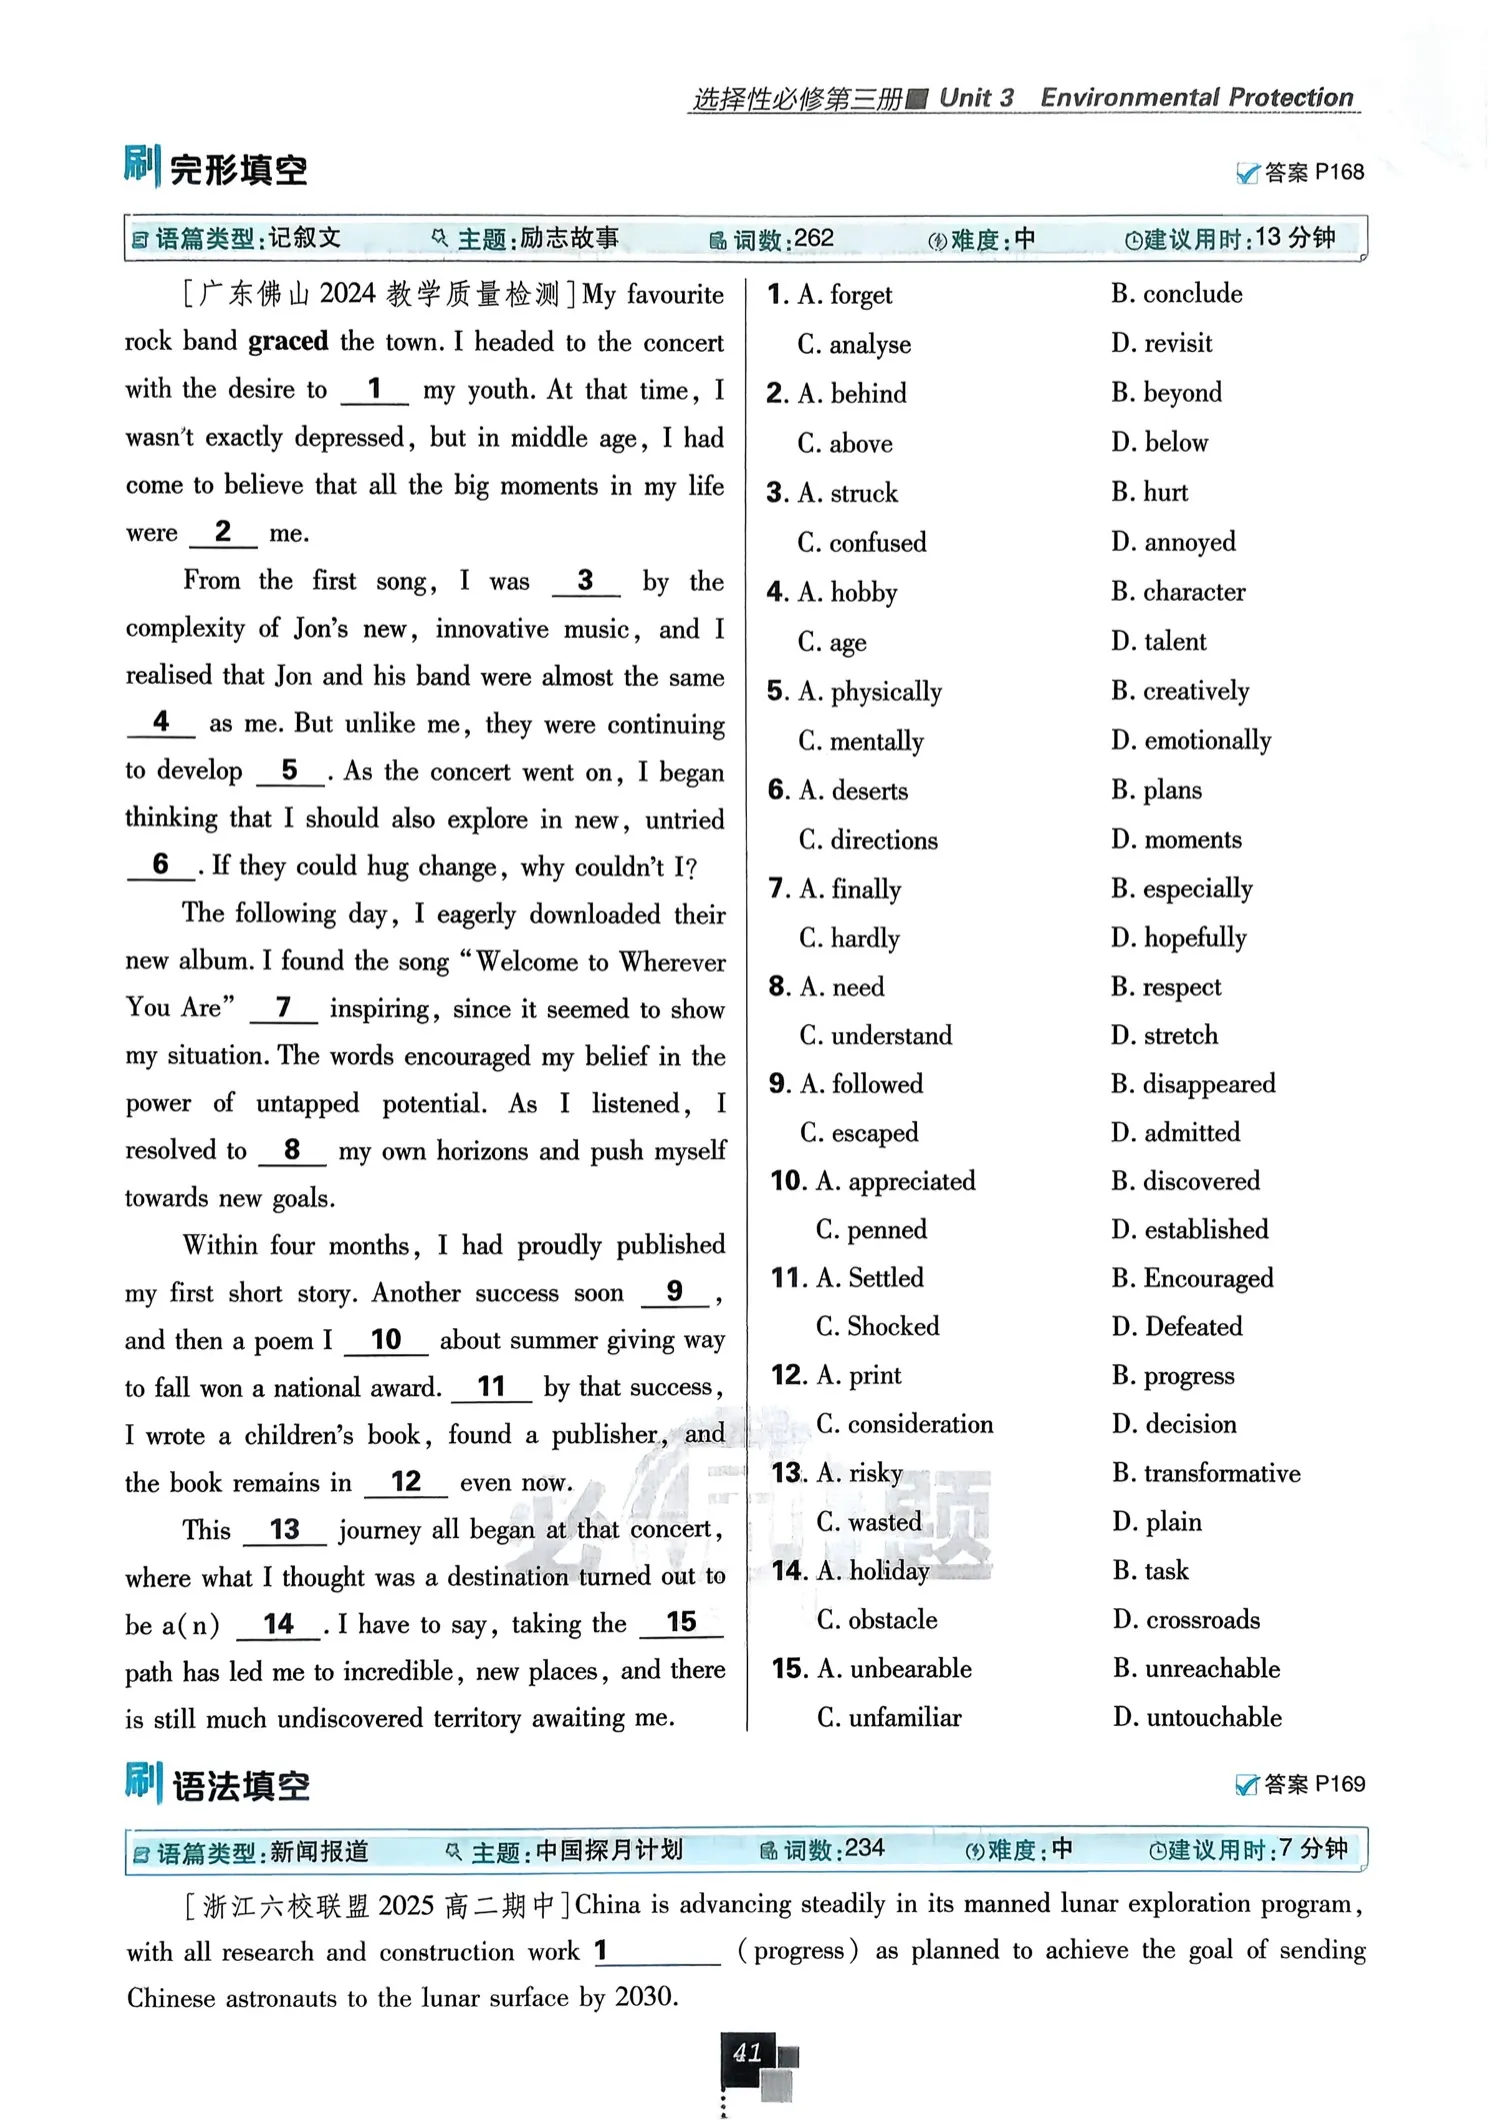 选择性必修第三册 Unit 3 Environmental Protection
刷 完形填空
答案 P168
语篇类型:记叙文 主题:励志故事 词数:262 难度:中 建议用时:13 分钟
[广东佛山 2024 教学质量检测]My favourite
rock band graced the town. I headed to the concert
with the desire to 1 my youth. At that time, I
wasn't exactly depressed, but in middle age, I had
come to believe that all the big moments in my life
were 2 me.
From the first song, I was 3 by the
complexity of Jon's new, innovative music, and I
realised that Jon and his band were almost the same
4 as me. But unlike me, they were continuing
to develop 5 . As the concert went on, I began
thinking that I should also explore in new, untried
6 . If they could hug change, why couldn't I?
The following day, I eagerly downloaded their
new album. I found the song “Welcome to Wherever
You Are” 7 inspiring, since it seemed to show
my situation. The words encouraged my belief in the
power of untapped potential. As I listened, I
resolved to 8 my own horizons and push myself
towards new goals.
Within four months, I had proudly published
my first short story. Another success soon 9 ,
and then a poem I 10 about summer giving way
to fall won a national award. 11 by that success,
I wrote a children's book, found a publisher, and
the book remains in 12 even now.
This 13 journey all began at that concert,
where what I thought was a destination turned out to
be a(n) 14 . I have to say, taking the 15
path has led me to incredible, new places, and there
is still much undiscovered territory awaiting me.
1. A. forget B. conclude
C. analyse D. revisit
2. A. behind B. beyond
C. above D. below
3. A. struck B. hurt
C. confused D. annoyed
4. A. hobby B. character
C. age D. talent
5. A. physically B. creatively
C. mentally D. emotionally
6. A. deserts B. plans
C. directions D. moments
7. A. finally B. especially
C. hardly D. hopefully
8. A. need B. respect
C. understand D. stretch
9. A. followed B. disappeared
C. escaped D. admitted
10. A. appreciated B. discovered
C. penned D. established
11. A. Settled B. Encouraged
C. Shocked D. Defeated
12. A. print B. progress
C. consideration D. decision
13. A. risky B. transformative
C. wasted D. plain
14. A. holiday B. task
C. obstacle D. crossroads
15. A. unbearable B. unreachable
C. unfamiliar D. untouchable
必刷题
刷 语法填空
答案 P169
语篇类型:新闻报道 主题:中国探月计划 词数:234 难度:中 建议用时:7 分钟
[浙江六校联盟 2025 高二期中]China is advancing steadily in its manned lunar exploration program,
with all research and construction work 1 (progress) as planned to achieve the goal of sending
Chinese astronauts to the lunar surface by 2030.
41